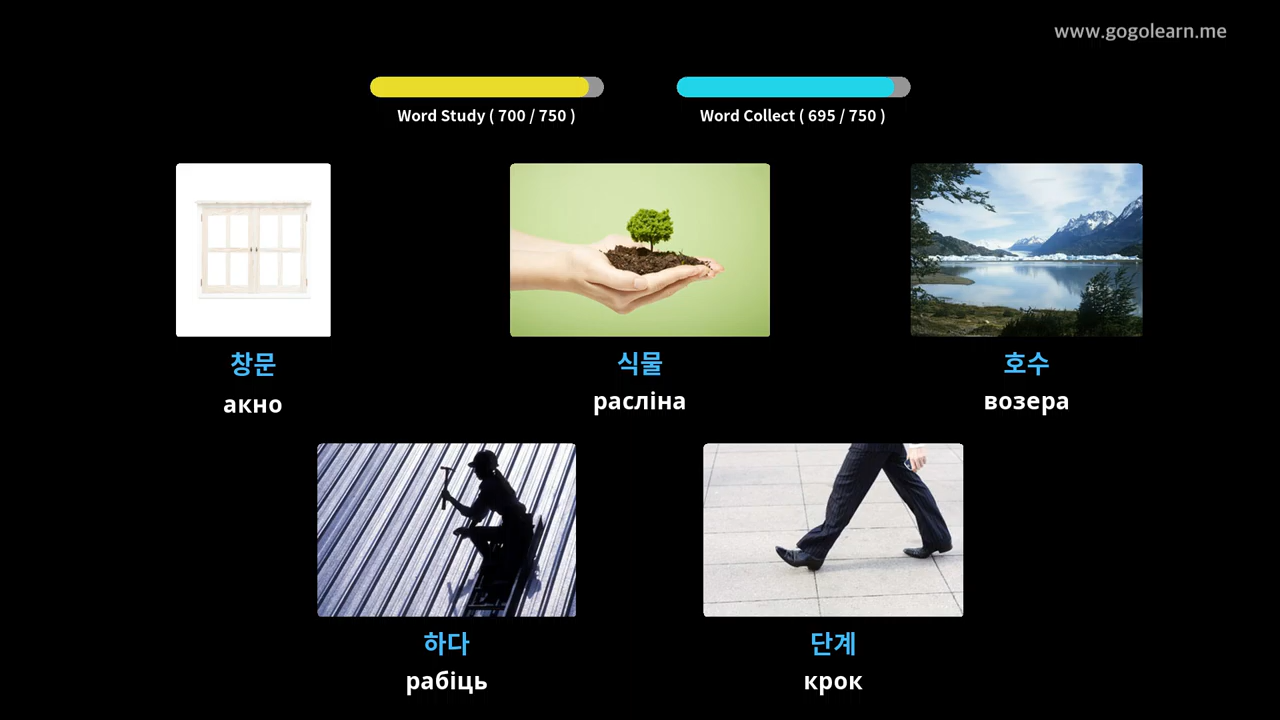 www.gogolearn.me
Word Study ( 700 / 750 )
Word Collect ( 695 / 750 )
창문
акно
식물
расліна
호수
возера
하다
рабіць
단계
крок